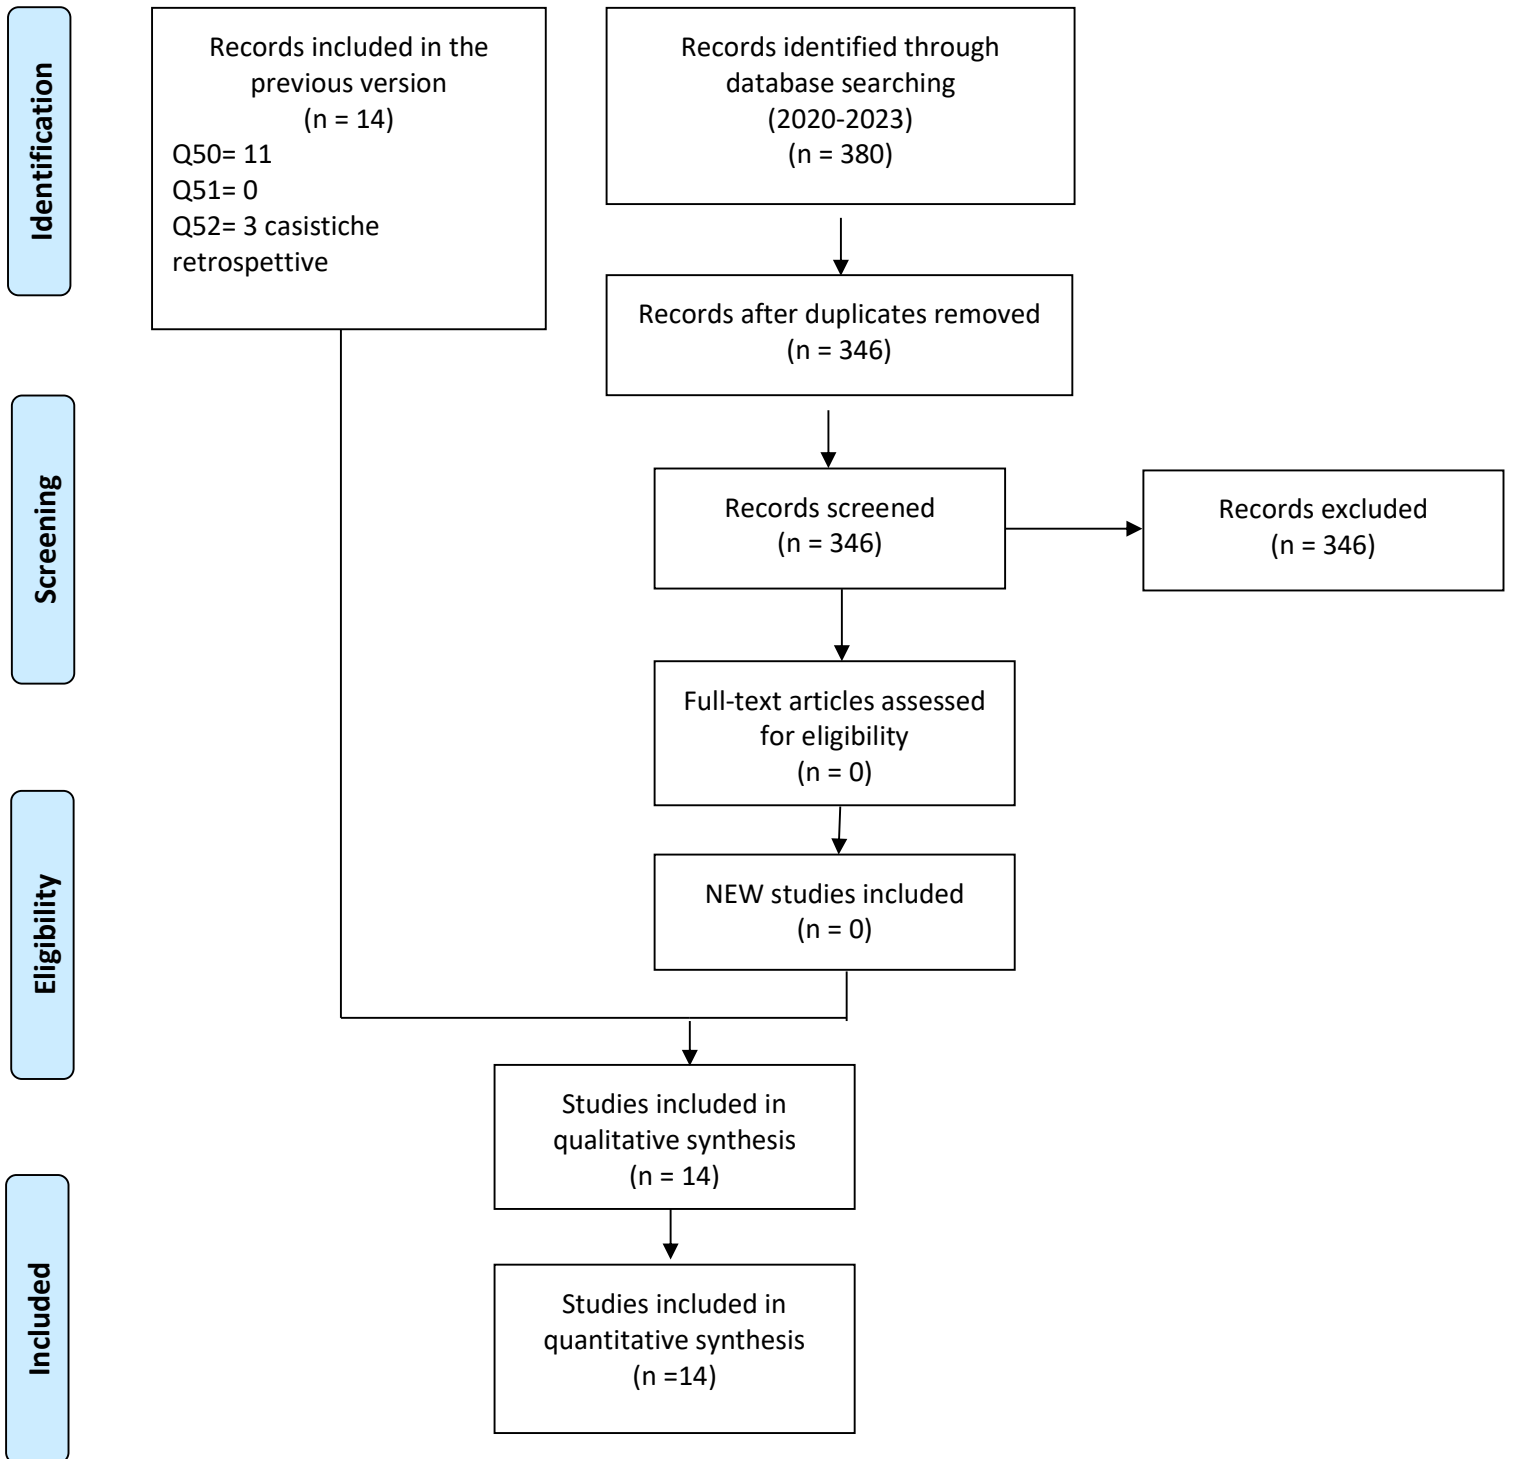 Identification
Records included in the
previous version
(n = 14)
Q50= 11
Q51= 0
Q52= 3 casistiche
retrospettive
Records identified through
database searching
(2020-2023)
(n = 380)
Records after duplicates removed
(n = 346)
Screening
Records screened
(n = 346)
Records excluded
(n = 346)
Full-text articles assessed
for eligibility
(n = 0)
Eligibility
NEW studies included
(n = 0)
Studies included in
qualitative synthesis
(n = 14)
Included
Studies included in
quantitative synthesis
(n =14)